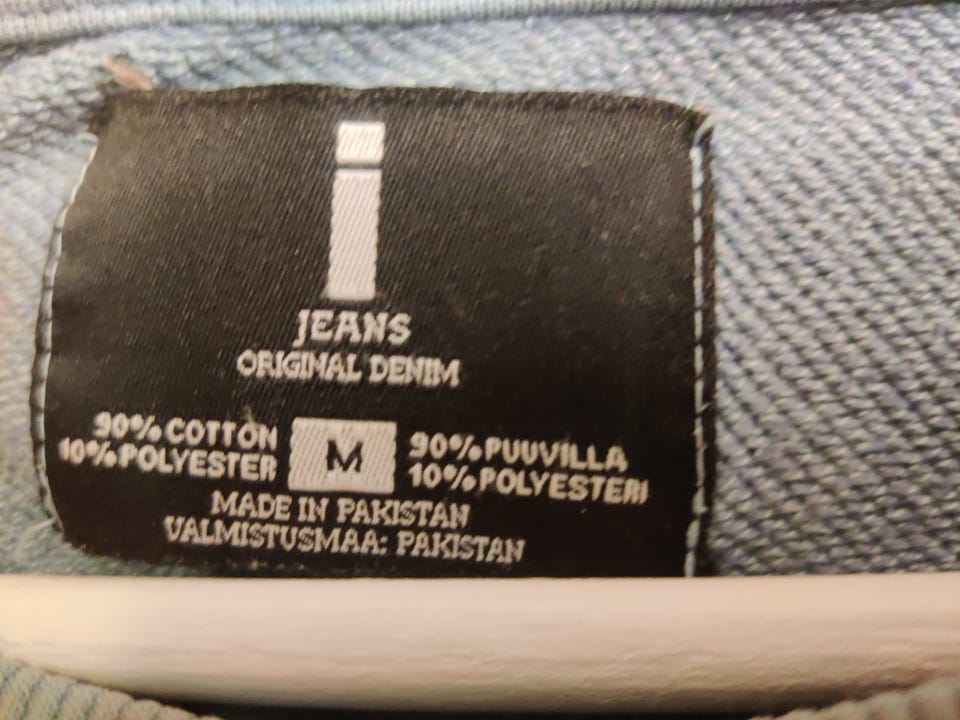 i
JEANS
ORIGINAL DENIM
90% COTTON
10% POLYESTER
M
90% PUUVILLA
10% POLYESTERI
MADE IN PAKISTAN
VALMISTUSMAA: PAKISTAN